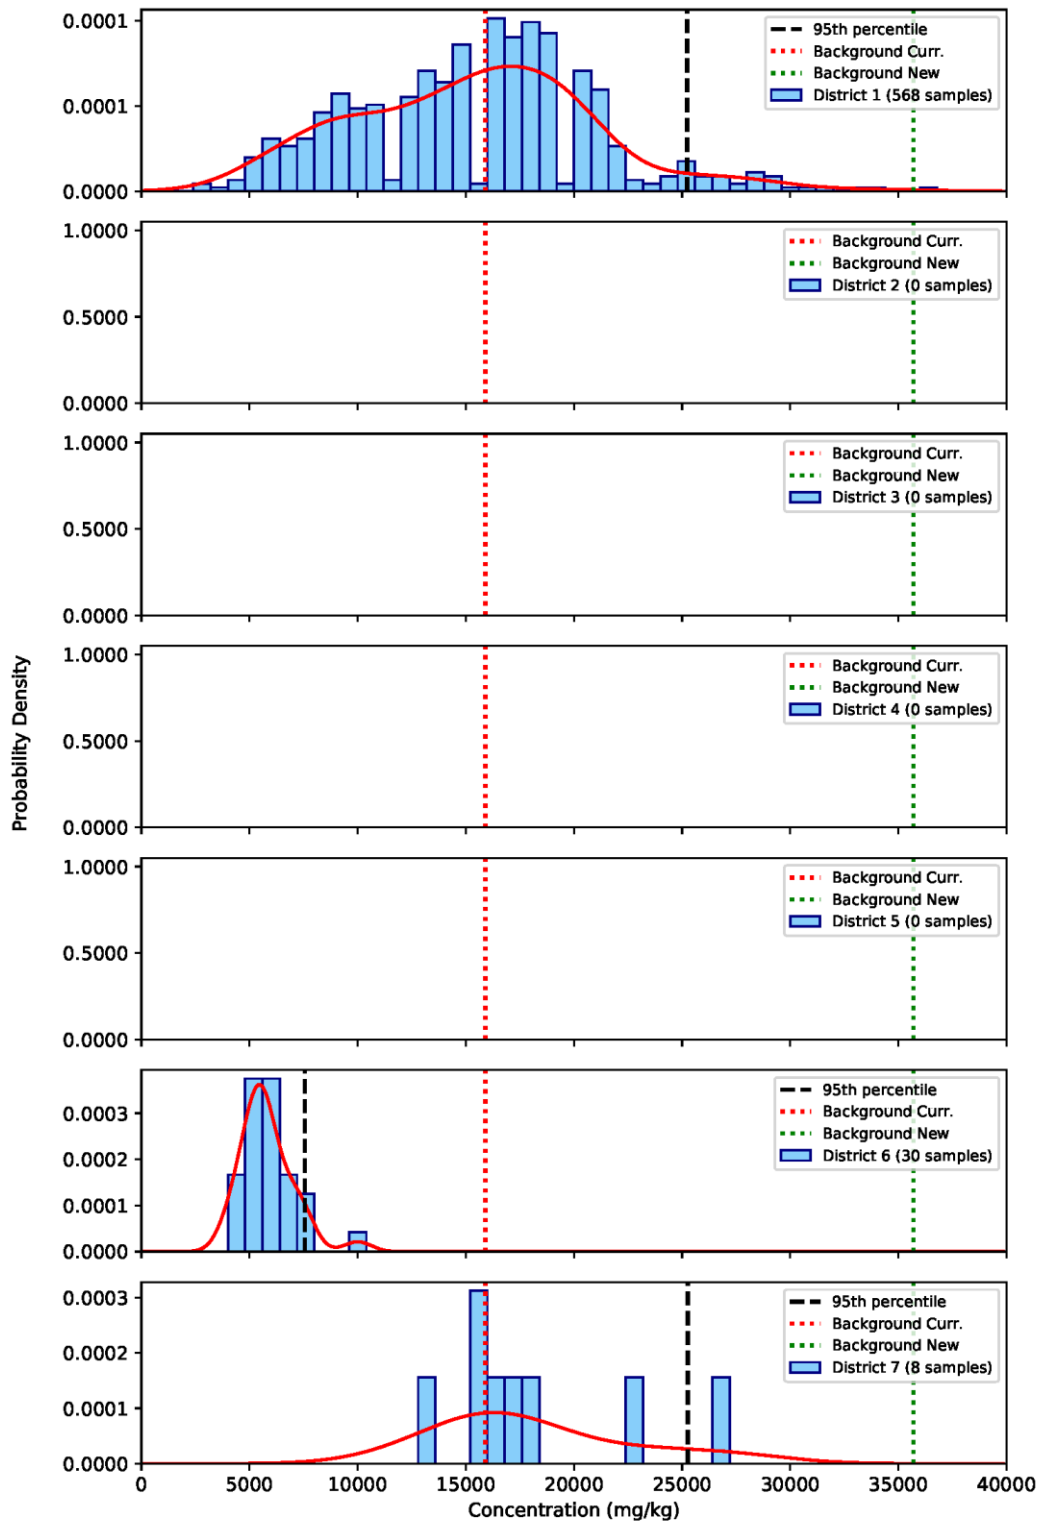 0.0001
0.0001
0.0000
95th percentile
Background Curr.
Background New
District 1 (568 samples)
1.0000
0.5000
0.0000
Background Curr.
Background New
District 2 (0 samples)
1.0000
0.5000
0.0000
Background Curr.
Background New
District 3 (0 samples)
Probability Density
1.0000
0.5000
0.0000
Background Curr.
Background New
District 4 (0 samples)
1.0000
0.5000
0.0000
Background Curr.
Background New
District 5 (0 samples)
0.0003
0.0002
0.0001
0.0000
95th percentile
Background Curr.
Background New
District 6 (30 samples)
0.0003
0.0002
0.0001
0.0000
95th percentile
Background Curr.
Background New
District 7 (8 samples)
0 5000 10000 15000 20000 25000 30000 35000 40000
Concentration (mg/kg)